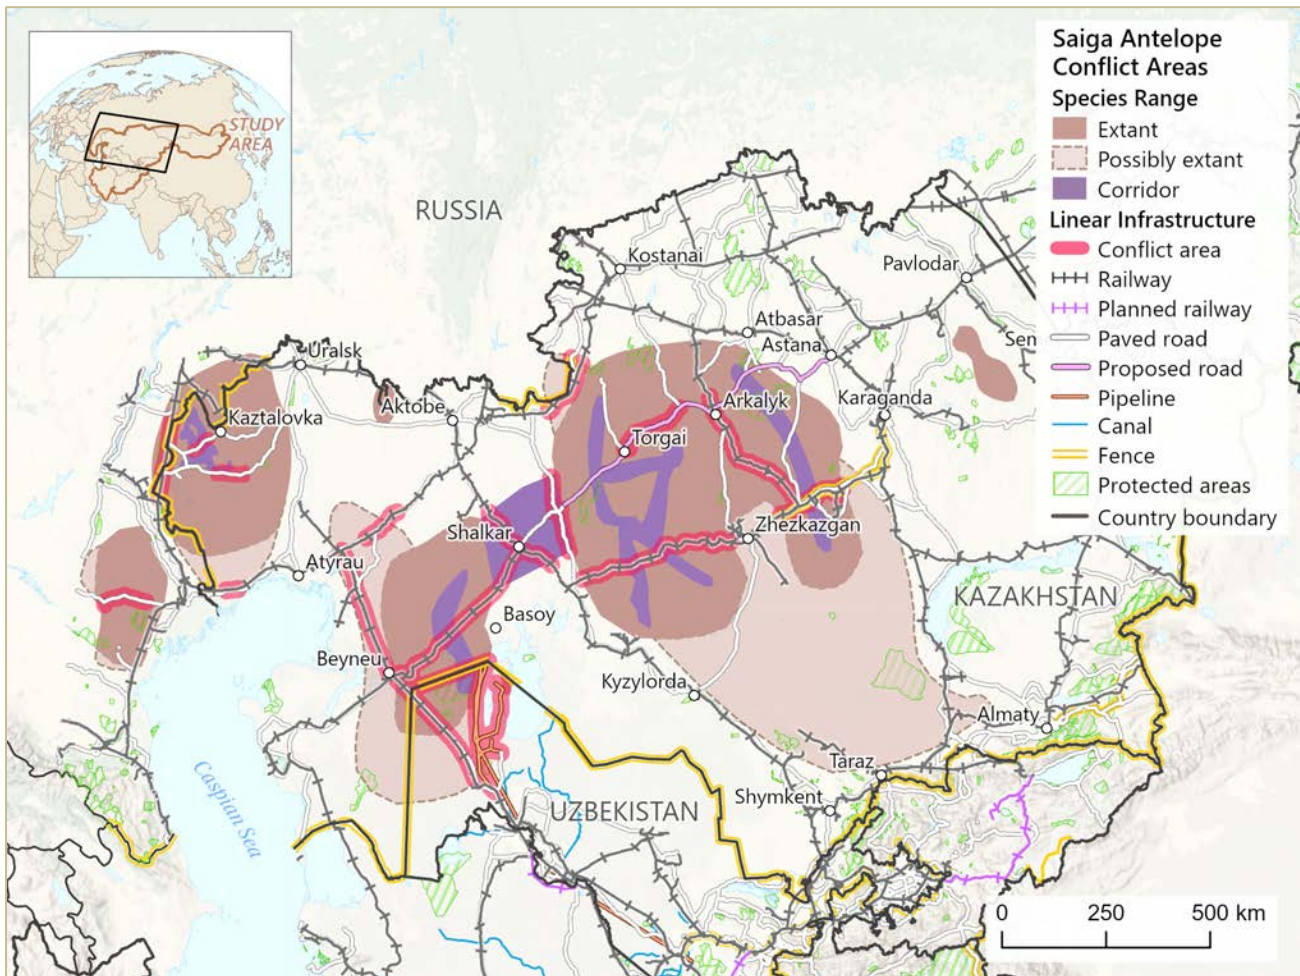 STUDY
AREA
Saiga Antelope
Conflict Areas
Species Range
Extant
Possibly extant
Corridor
Linear Infrastructure
Conflict area
Railway
Planned railway
Paved road
Proposed road
Pipeline
Canal
Fence
Protected areas
Country boundary
RUSSIA
Kostanai
Pavlodar
Atbasar
Astana
Sem
Uralsk
Aktobe
Arkalyk
Karaganda
Kaztalovka
Torgai
Shalkar
Zhezkazgan
Atyrau
KAZAKHSTAN
Basoy
Beyneu
Kyzylorda
Almaty
Taraz
Caspian Sea
UZBEKISTAN
Shymkent
0 250 500 km